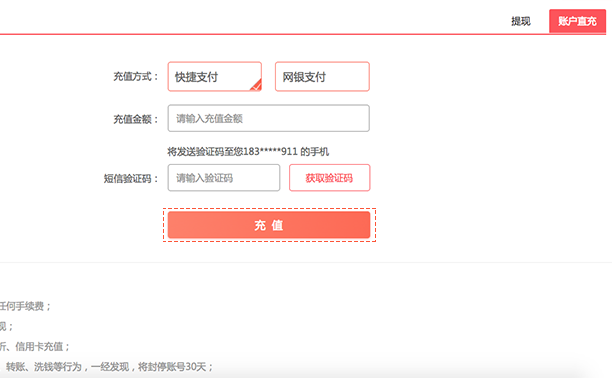 提现 账户直充
充值方式： 快捷支付 网银支付
充值金额： 请输入充值金额
将发送验证码至您183*****911 的手机
短信验证码： 请输入验证码 获取验证码
充 值
任何手续费；
现；
折、信用卡充值；
转账、洗钱等行为，一经发现，将封停账号30天；